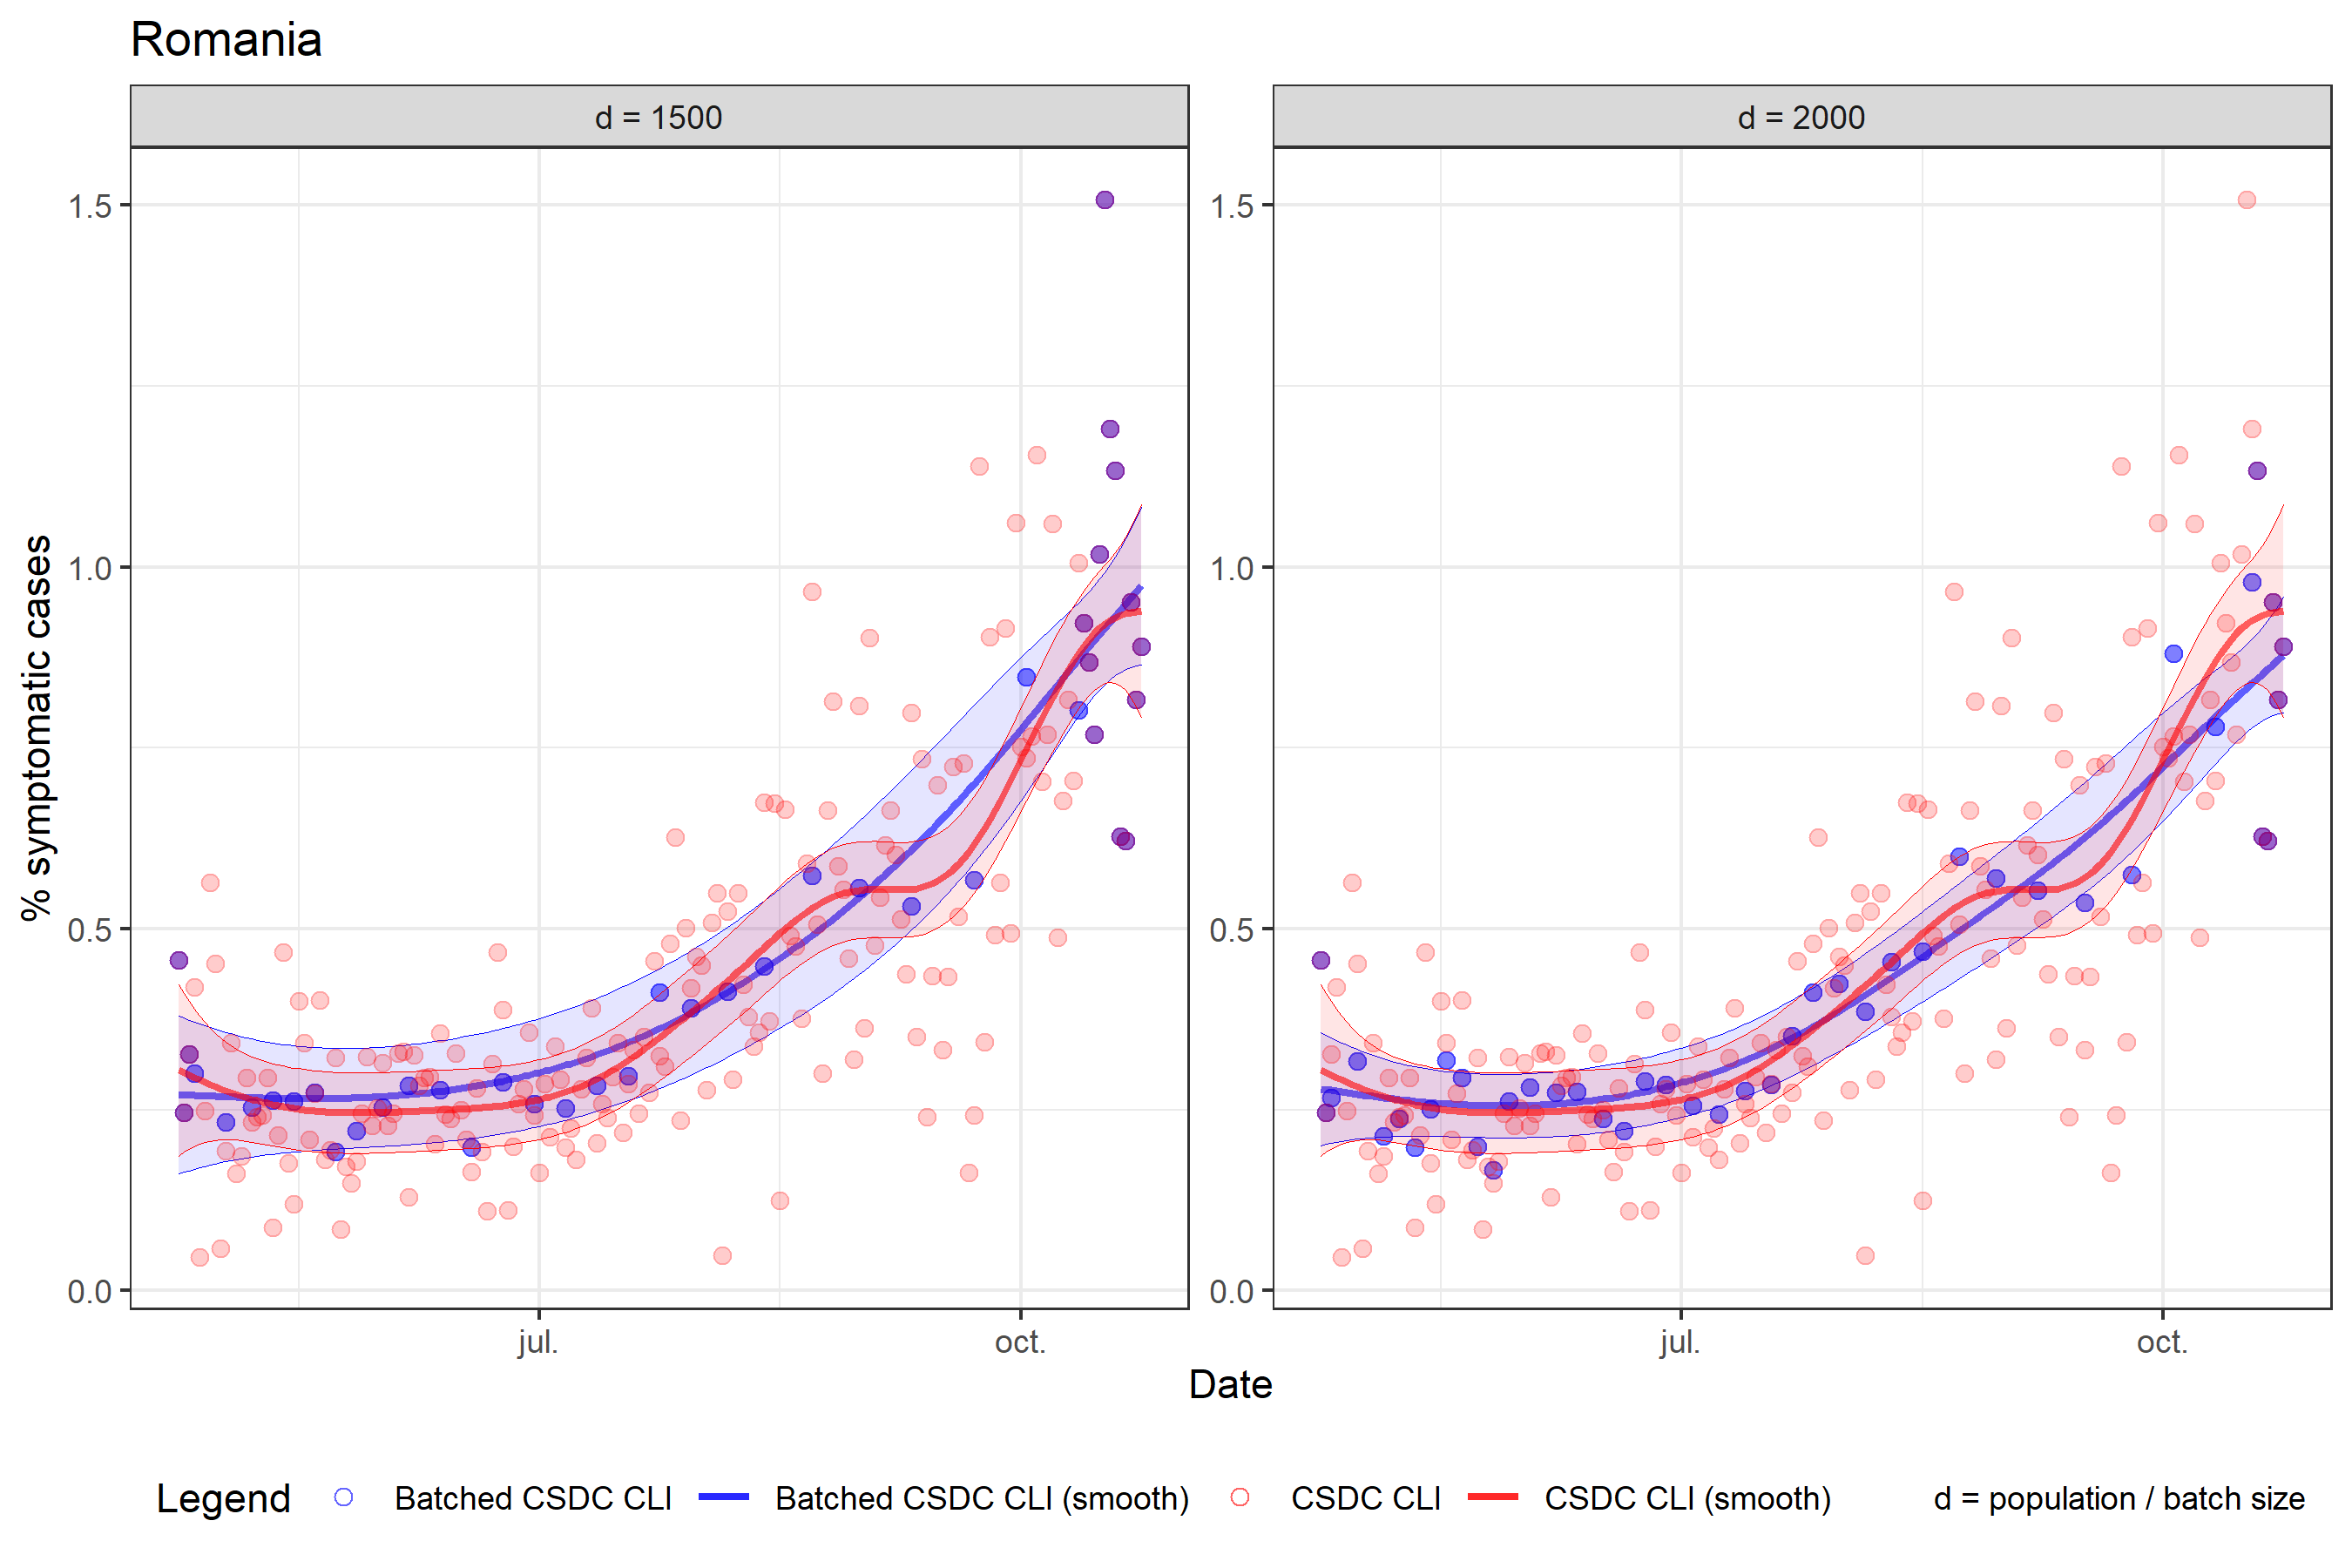 Romania
d = 1500
d = 2000
% symptomatic cases
1.5
1.0
0.5
0.0
1.5
1.0
0.5
0.0
jul.
oct.
jul.
oct.
Date
Legend
Batched CSDC CLI
Batched CSDC CLI (smooth)
CSDC CLI
CSDC CLI (smooth)
d = population / batch size